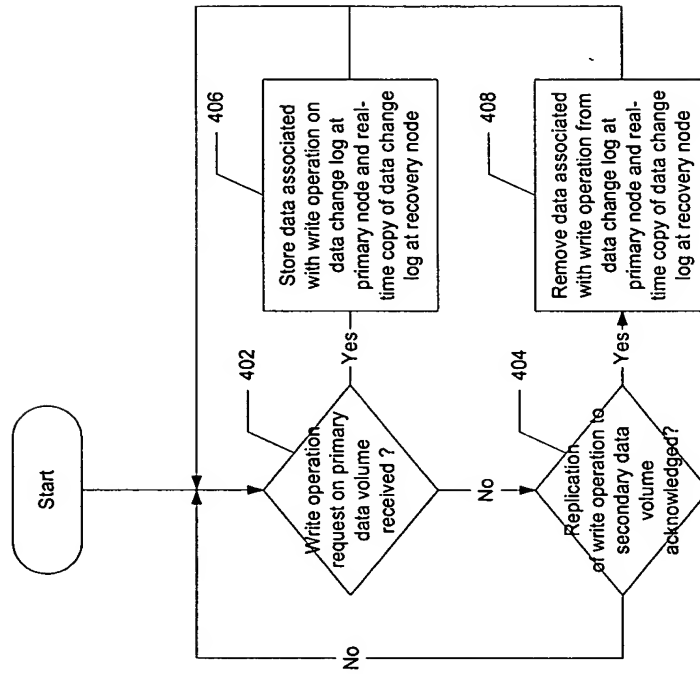 Start
402
Write operation
request on primary
data volume
received ?
Yes
406
Store data associated
with write operation on
data change log at
primary node and real-
time copy of data change
log at recovery node
No
404
Replication
of write operation to
secondary data
volume
acknowledged?
Yes
408
Remove data associated
with write operation from
data change log at
primary node and real-
time copy of data change
log at recovery node
No